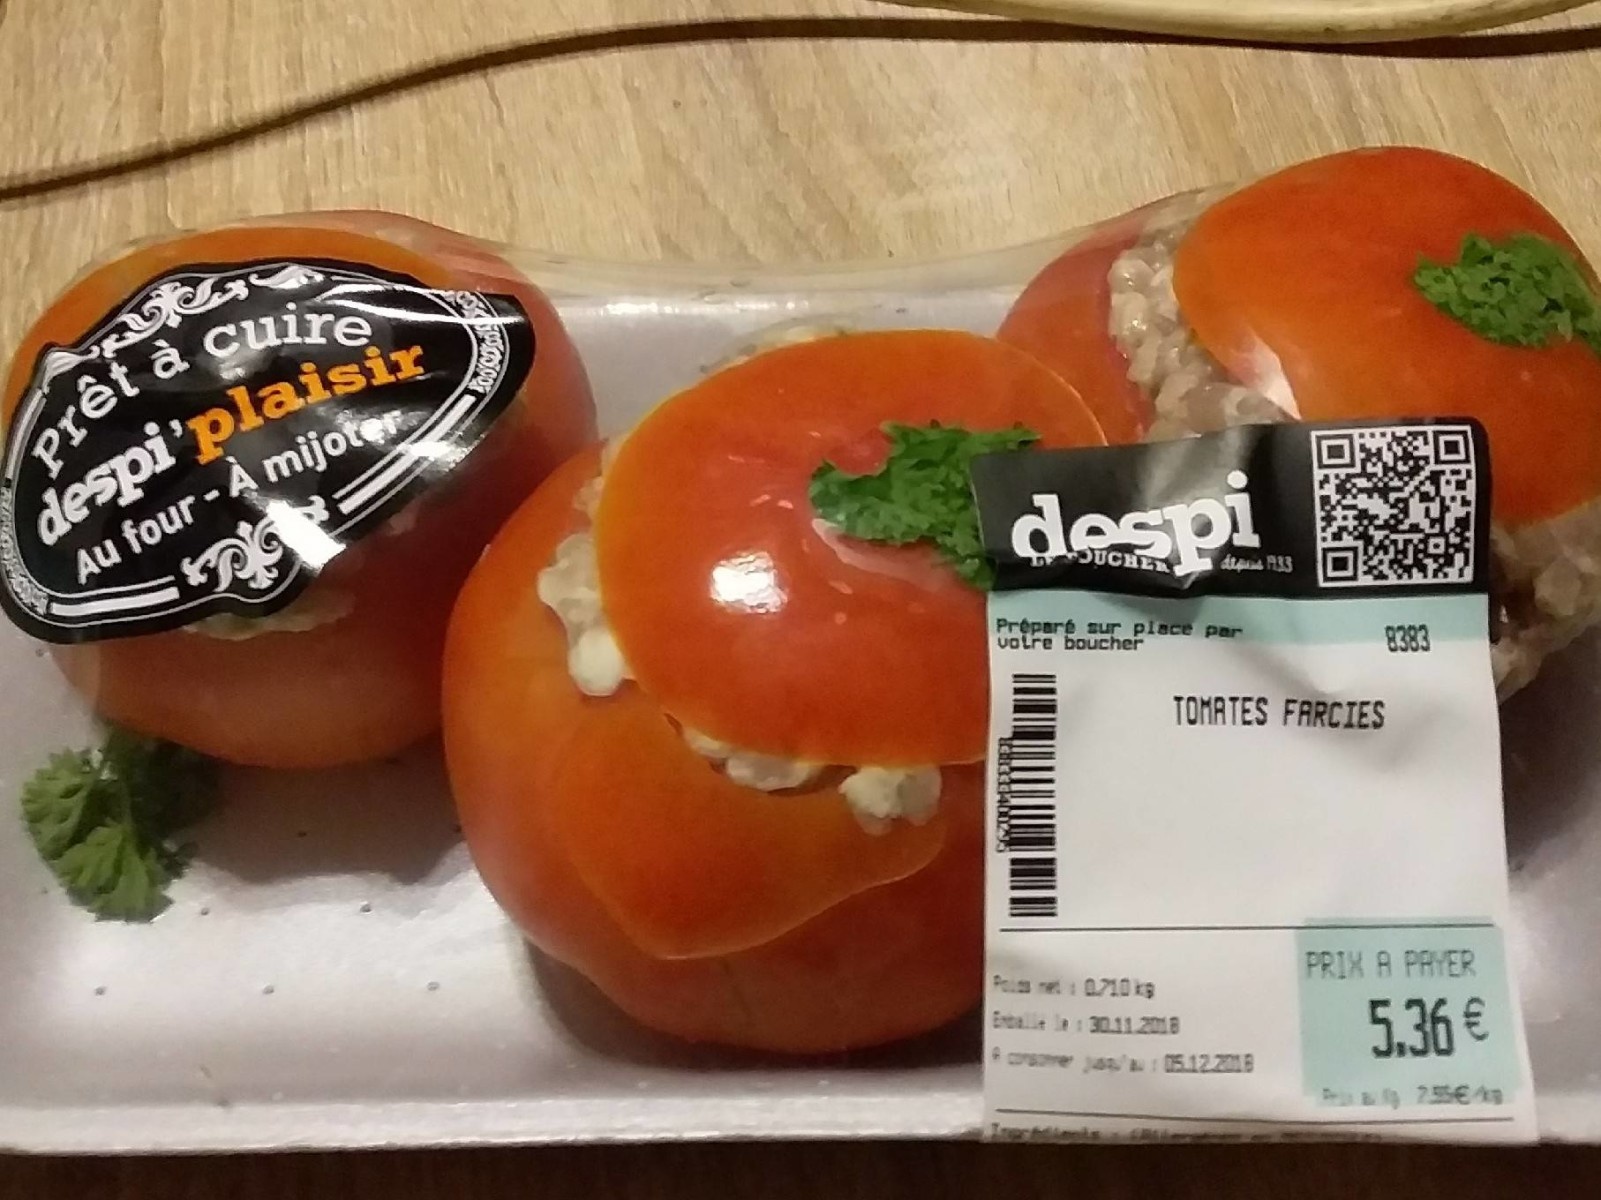 Prêt à cuire
despi'plaisir
Au four - À mijoter
despi
LE BOUCHER depuis 1933
Préparé sur place par
votre boucher
8383
TOMATES FARCIES
PRIX A PAYER
5.36 €
Poids net : 0.710 kg
Emballé le : 30.11.2018
A consommer jusqu'au : 05.12.2018
Prix au kg 7.55€/kg
Ingrédients :